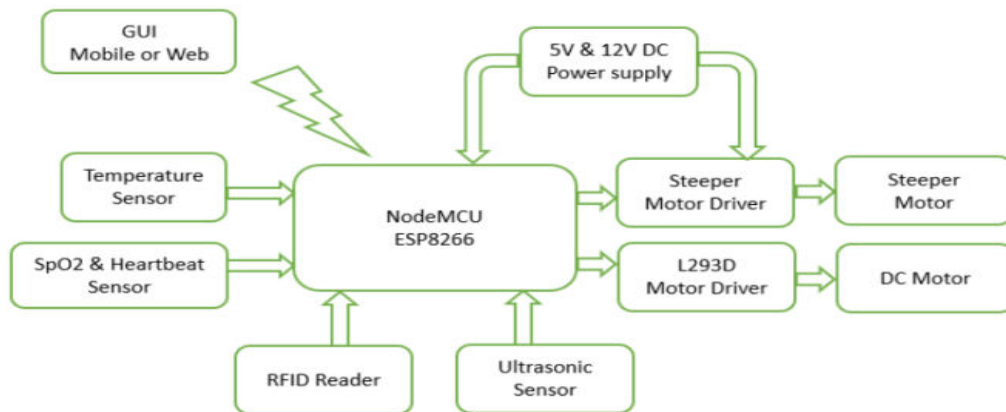 GUI
Mobile or Web
5V & 12V DC
Power supply
Temperature
Sensor
NodeMCU
ESP8266
Steeper
Motor Driver
Steeper
Motor
SpO2 & Heartbeat
Sensor
L293D
Motor Driver
DC Motor
RFID Reader
Ultrasonic
Sensor